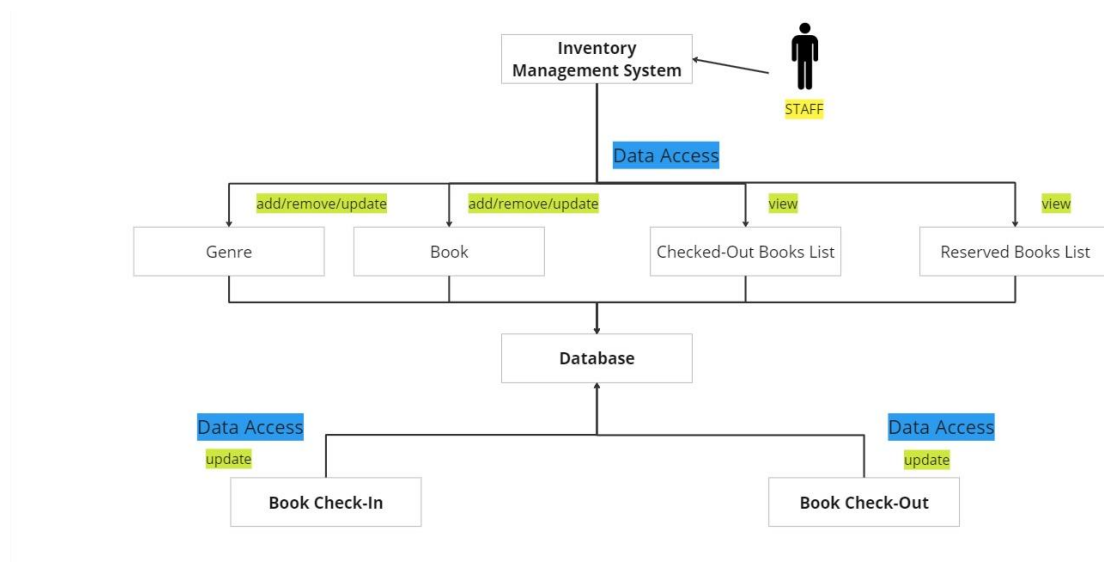 Inventory
Management System
STAFF
Data Access
add/remove/update
add/remove/update
view
view
Genre
Book
Checked-Out Books List
Reserved Books List
Database
Data Access
Data Access
update
update
Book Check-In
Book Check-Out